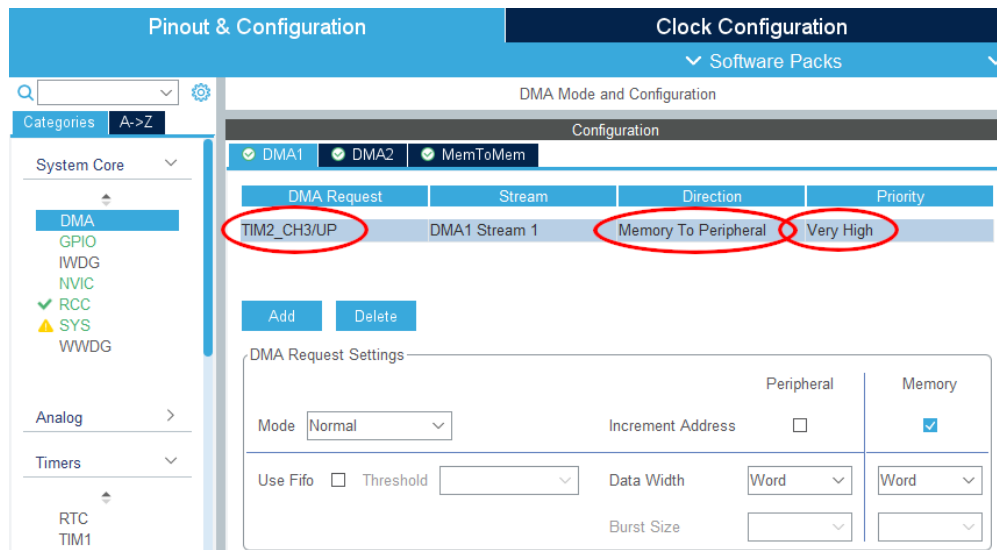 Pinout & Configuration
Clock Configuration
Software Packs
DMA Mode and Configuration
Categories
A->Z
Configuration
System Core
DMA
GPIO
IWDG
NVIC
RCC
SYS
WWDG
Analog
Timers
RTC
TIM1
DMA1
DMA2
MemToMem
DMA Request
Stream
Direction
Priority
TIM2_CH3/UP
DMA1 Stream 1
Memory To Peripheral
Very High
Add
Delete
DMA Request Settings
Peripheral
Memory
Mode
Normal
Increment Address
Use Fifo
Threshold
Data Width
Word
Word
Burst Size